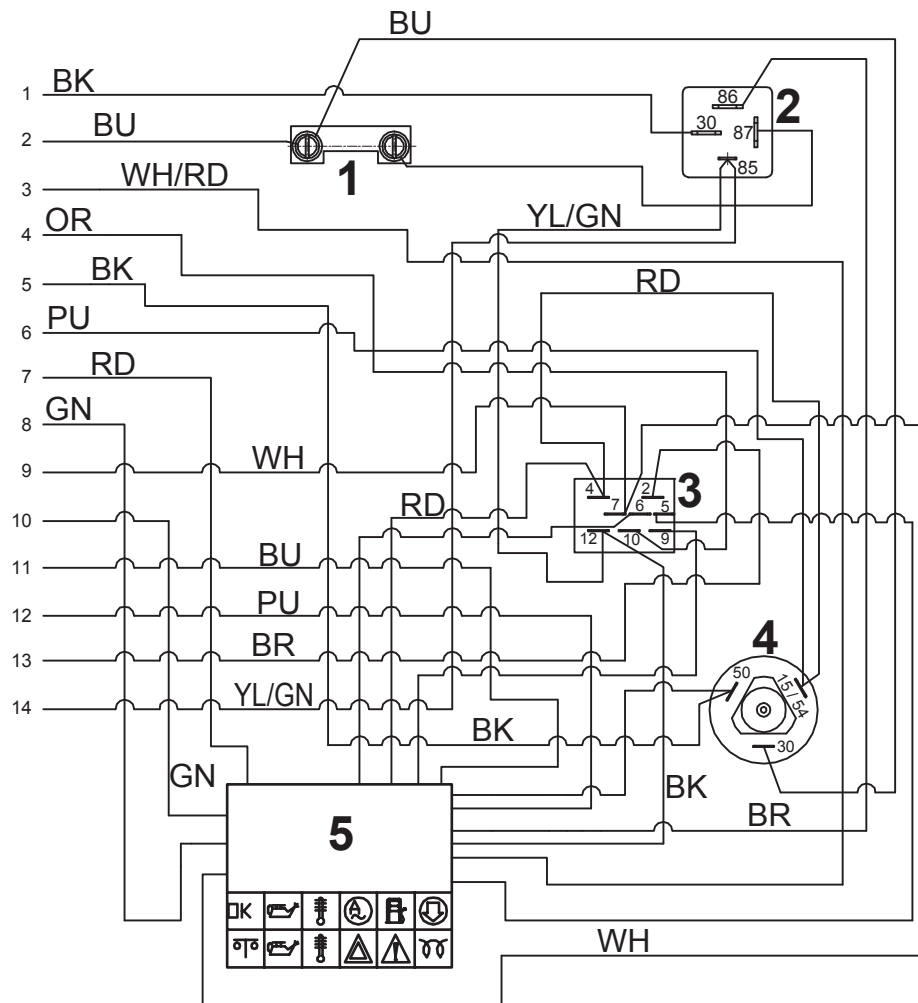 BU
1 BK
2 BU
3 WH/RD
4 OR
5 BK
6 PU
7 RD
8 GN
9 WH
10
11 BU
12 PU
13 BR
14 YL/GN
1
2
86
30
87
85
YL/GN
RD
RD
3
4
2
7
6
5
12
10
9
4
50
15 / 54
30
BK
BK
BR
GN
5
K
A
WH